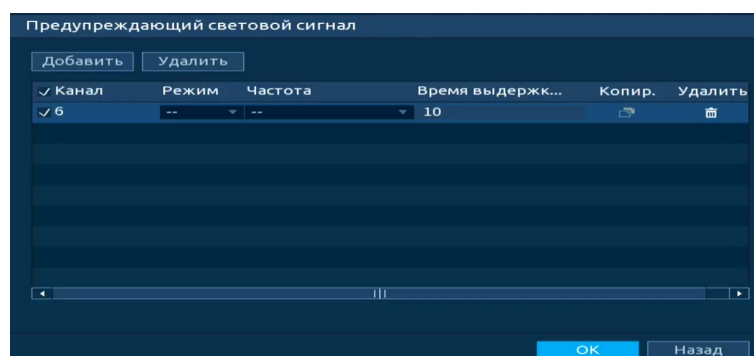 Предупреждающий световой сигнал
Добавить Удалить
Канал Режим Частота Время выдержк... Копир. Удалить
6 -- -- 10
OK Назад